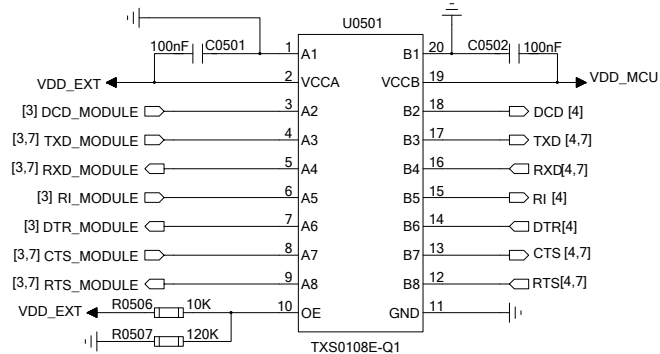 U0501
100nF C0501 1 A1 B1 20 C0502 100nF
VDD_EXT 2 VCCA VCCB 19 VDD_MCU
[3] DCD_MODULE 3 A2 B2 18 DCD [4]
[3,7] TXD_MODULE 4 A3 B3 17 TXD [4,7]
[3,7] RXD_MODULE 5 A4 B4 16 RXD[4,7]
[3] RI_MODULE 6 A5 B5 15 RI [4]
[3] DTR_MODULE 7 A6 B6 14 DTR[4]
[3,7] CTS_MODULE 8 A7 B7 13 CTS [4,7]
[3,7] RTS_MODULE 9 A8 B8 12 RTS[4,7]
VDD_EXT R0506 10K 10 OE GND 11
R0507 120K
TXS0108E-Q1